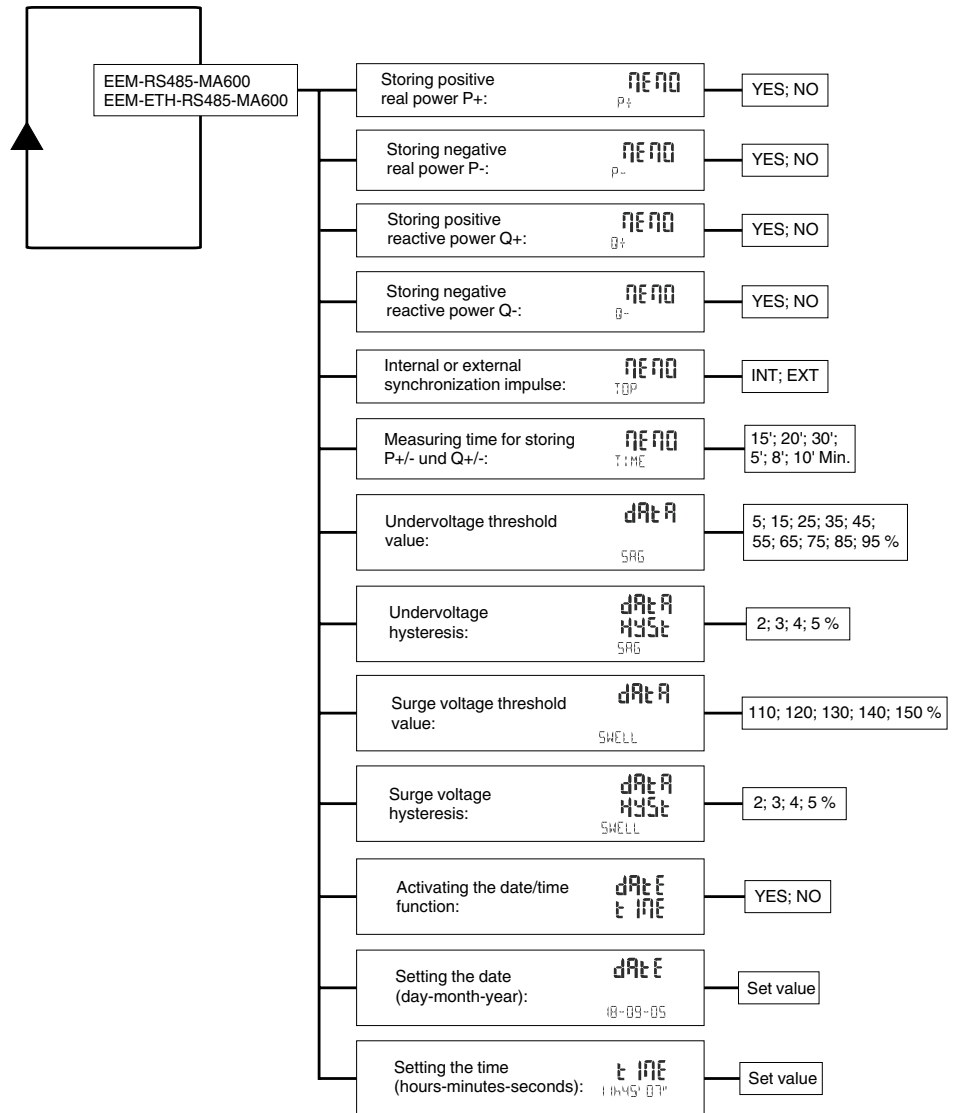 EEM-RS485-MA600
EEM-ETH-RS485-MA600
Storing positive
real power P+:
MEMO
P+
YES; NO
Storing negative
real power P-:
MEMO
P-
YES; NO
Storing positive
reactive power Q+:
MEMO
Q+
YES; NO
Storing negative
reactive power Q-:
MEMO
Q-
YES; NO
Internal or external
synchronization impulse:
MEMO
TOP
INT; EXT
Measuring time for storing
P+/- und Q+/-:
MEMO
TIME
15'; 20'; 30';
5'; 8'; 10' Min.
Undervoltage threshold
value:
dAtA
SAG
5; 15; 25; 35; 45;
55; 65; 75; 85; 95 %
Undervoltage
hysteresis:
dAtA
HYSt
SAG
2; 3; 4; 5 %
Surge voltage threshold
value:
dAtA
SWELL
110; 120; 130; 140; 150 %
Surge voltage
hysteresis:
dAtA
HYSt
SWELL
2; 3; 4; 5 %
Activating the date/time
function:
dAtE
tIME
YES; NO
Setting the date
(day-month-year):
dAtE
18-09-05
Set value
Setting the time
(hours-minutes-seconds):
tIME
11h45' 07"
Set value